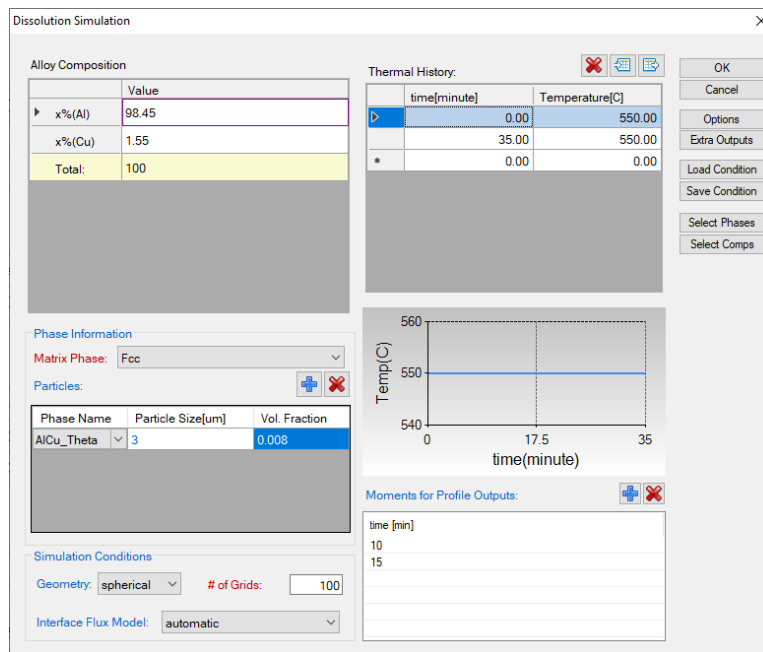 Dissolution Simulation
Alloy Composition
Value
x%(Al) 98.45
x%(Cu) 1.55
Total: 100
Thermal History:
time[minute] Temperature[C]
0.00 550.00
35.00 550.00
* 0.00 0.00
OK
Cancel
Options
Extra Outputs
Load Condition
Save Condition
Select Phases
Select Comps
Phase Information
Matrix Phase: Fcc
Particles:
Phase Name Particle Size[um] Vol. Fraction
AlCu_Theta 3 0.008
Simulation Conditions
Geometry: spherical # of Grids: 100
Interface Flux Model: automatic
Temp(C)
560
550
540
0 17.5 35
time(minute)
Moments for Profile Outputs:
time [min]
10
15